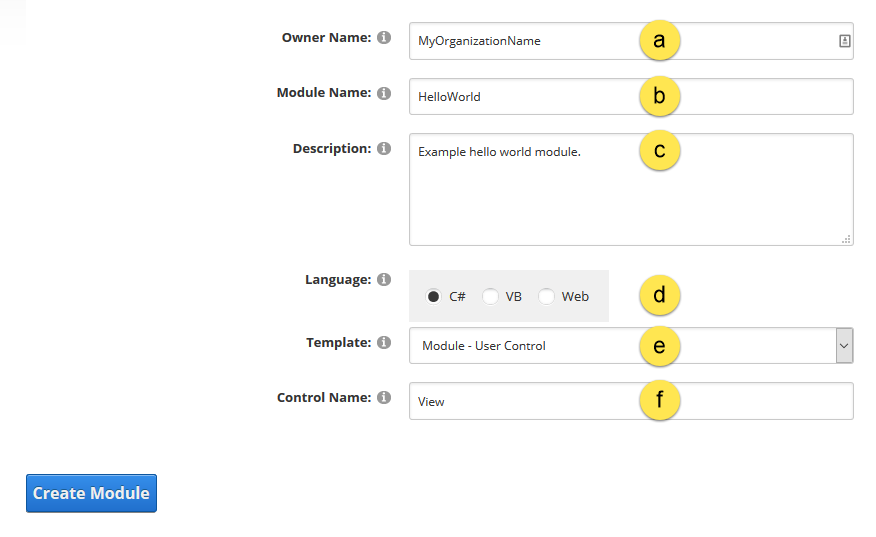 Owner Name: MyOrganizationName a
Module Name: HelloWorld b
Description: Example hello world module. c
Language: C# VB Web d
Template: Module - User Control e
Control Name: View f
Create Module